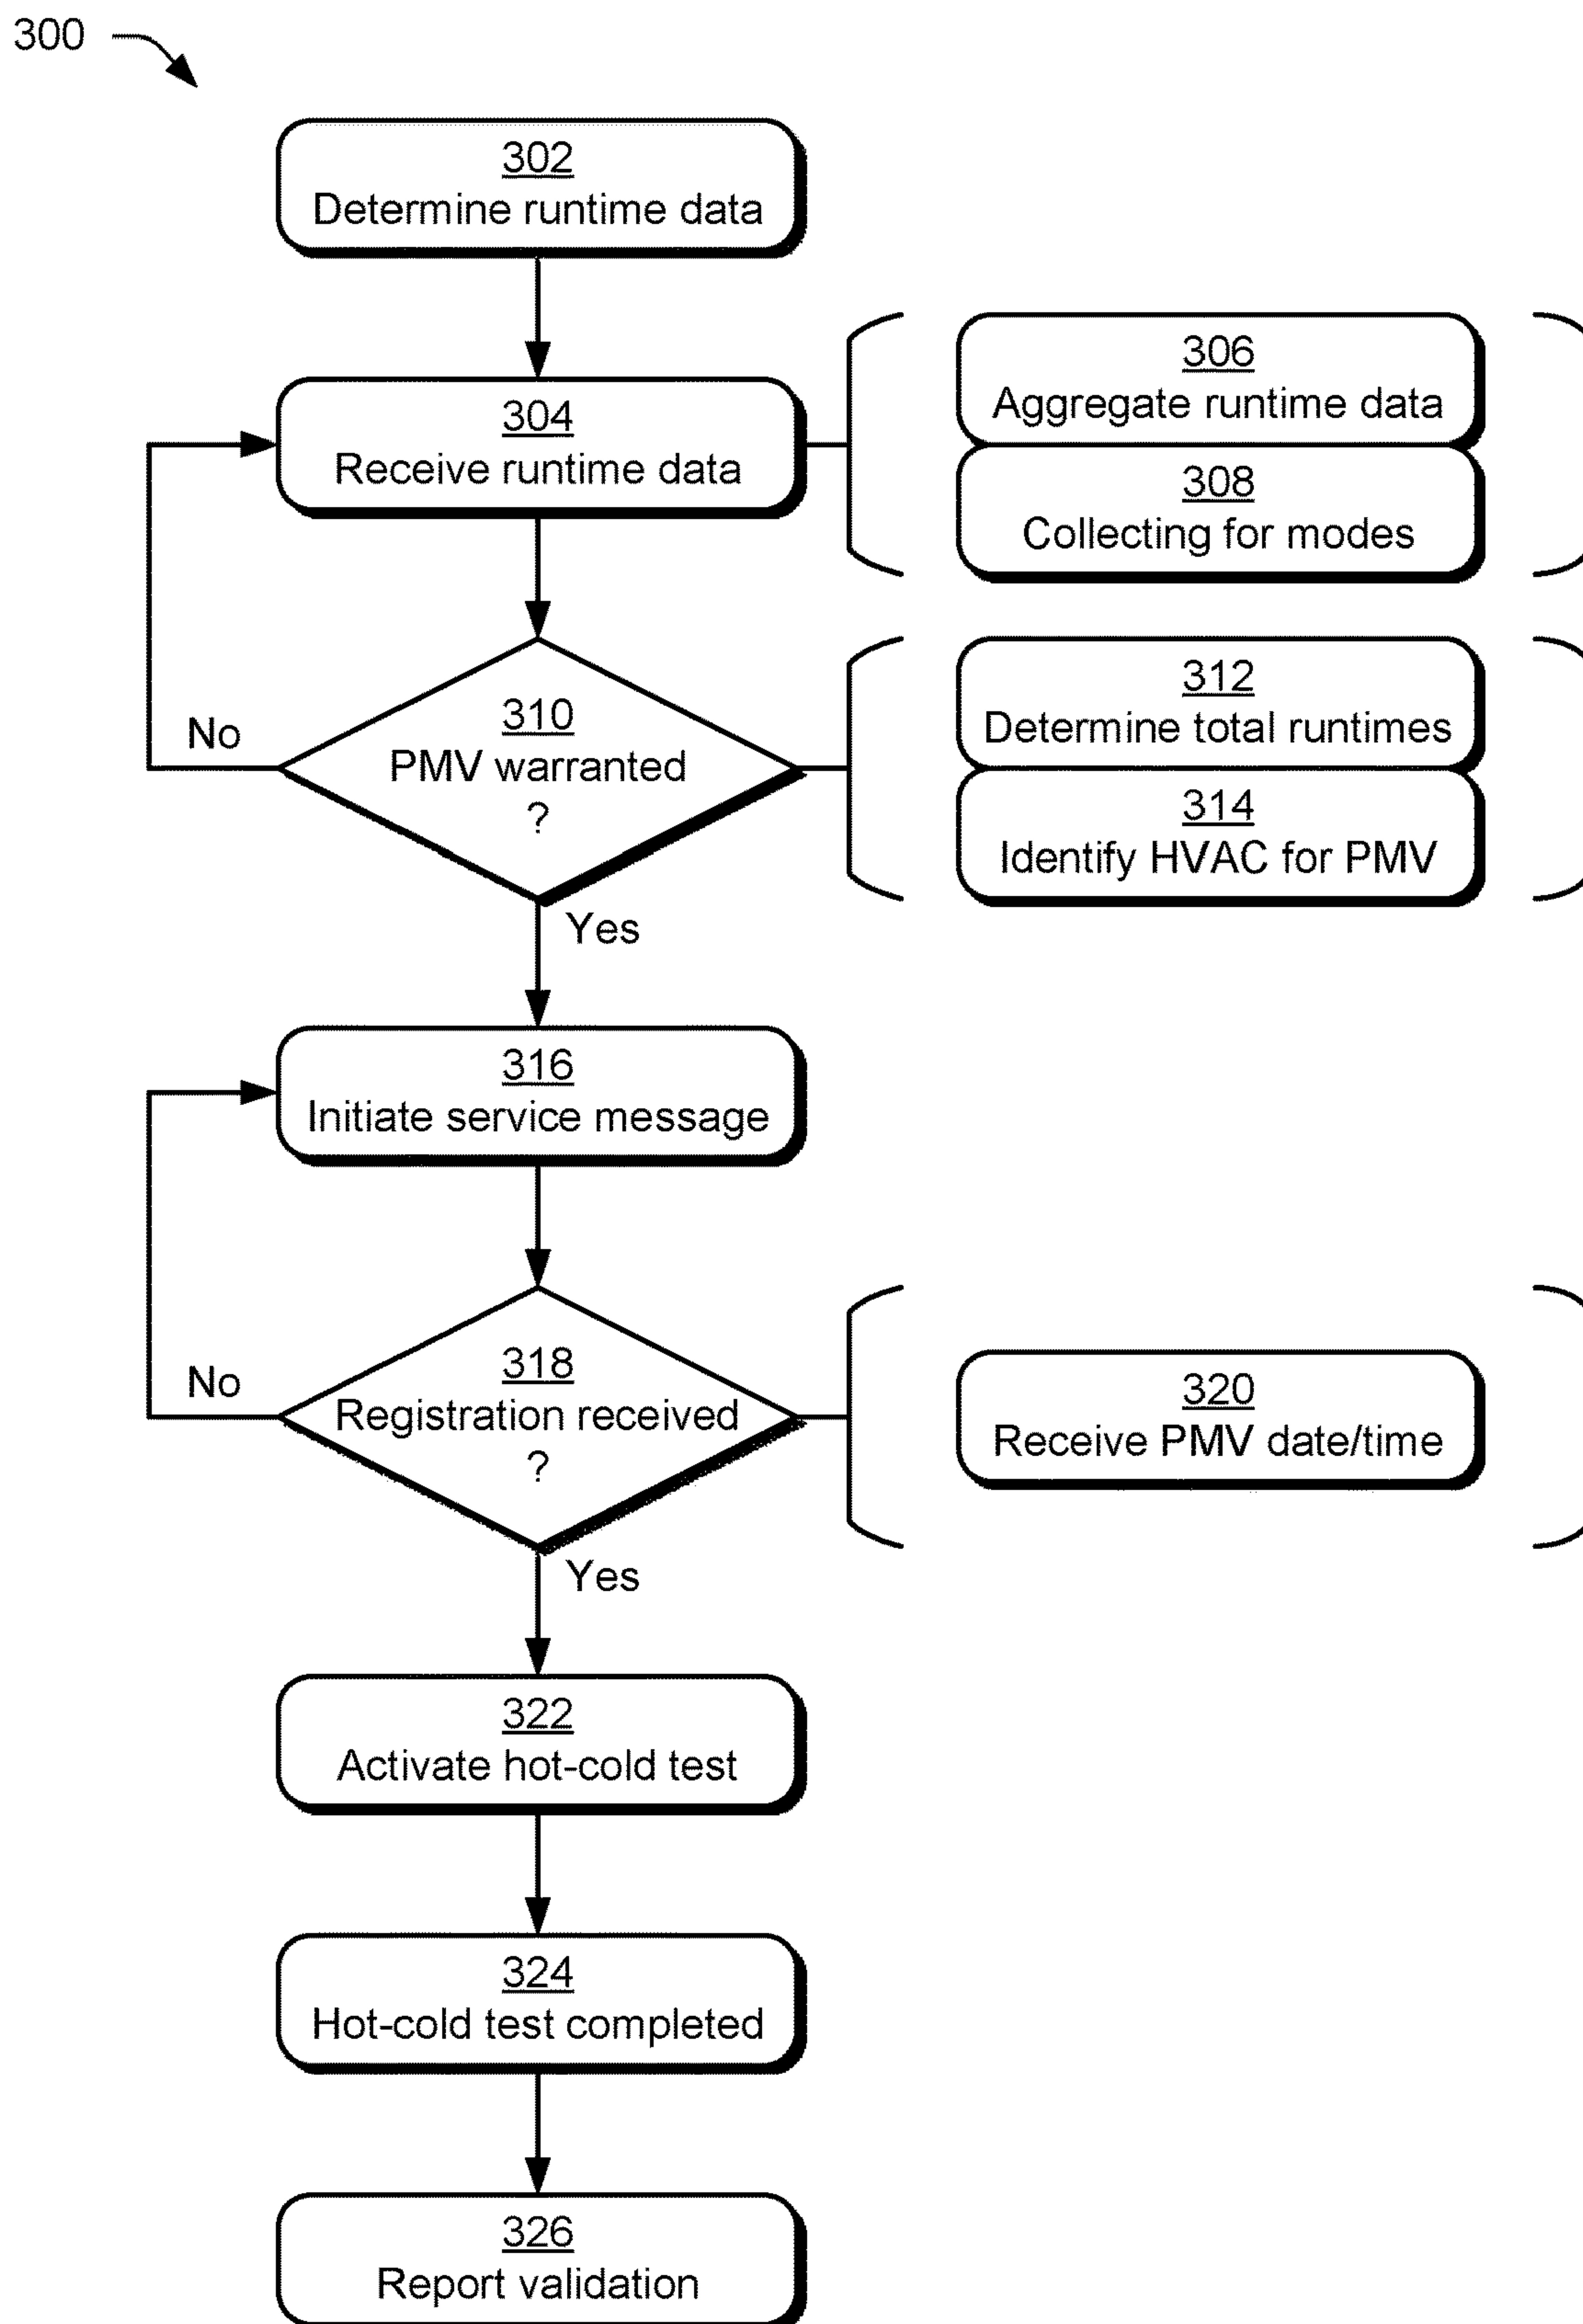 300
302
Determine runtime data
304
Receive runtime data
306
Aggregate runtime data
308
Collecting for modes
310
PMV warranted
?
No
Yes
312
Determine total runtimes
314
Identify HVAC for PMV
316
Initiate service message
318
Registration received
?
No
Yes
320
Receive PMV date/time
322
Activate hot-cold test
324
Hot-cold test completed
326
Report validation